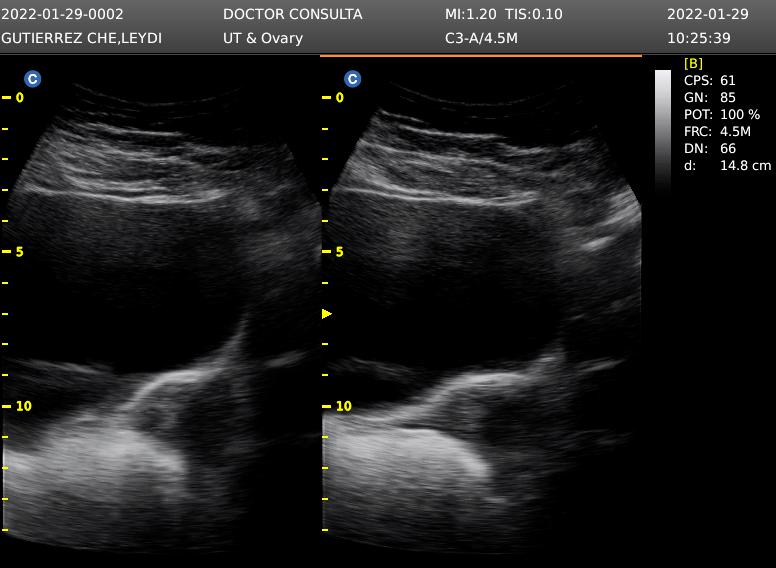 2022-01-29-0002 DOCTOR CONSULTA MI:1.20 TIS:0.10 2022-01-29
GUTIERREZ CHE,LEYDI UT & Ovary C3-A/4.5M 10:25:39
C
0
5
10
C
0
5
10
[B]
CPS: 61
GN: 85
POT: 100 %
FRC: 4.5M
DN: 66
d: 14.8 cm